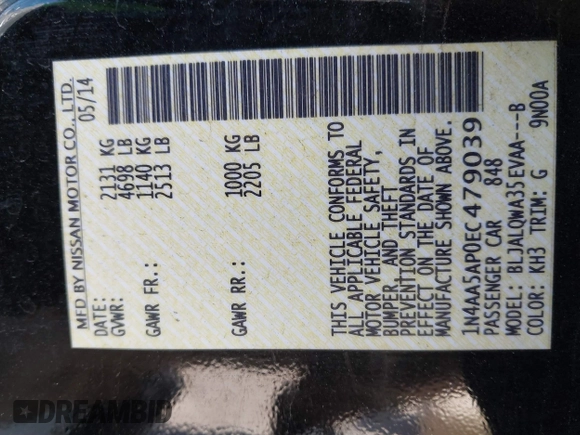 MFD BY NISSAN MOTOR CO., LTD.
DATE: 05/14
GVWR: 2131 KG
4698 LB
GAWR FR.: 1140 KG
2513 LB
GAWR RR.: 1000 KG
2205 LB
THIS VEHICLE CONFORMS TO
ALL APPLICABLE FEDERAL
MOTOR VEHICLE SAFETY,
BUMPER, AND THEFT
PREVENTION STANDARDS IN
EFFECT ON THE DATE OF
MANUFACTURE SHOWN ABOVE.
1N4AA5AP0EC479039
PASSENGER CAR 848
MODEL: BLJALQWA35EVAA---B
COLOR: KH3 TRIM: G 9N00A
DREAMBID